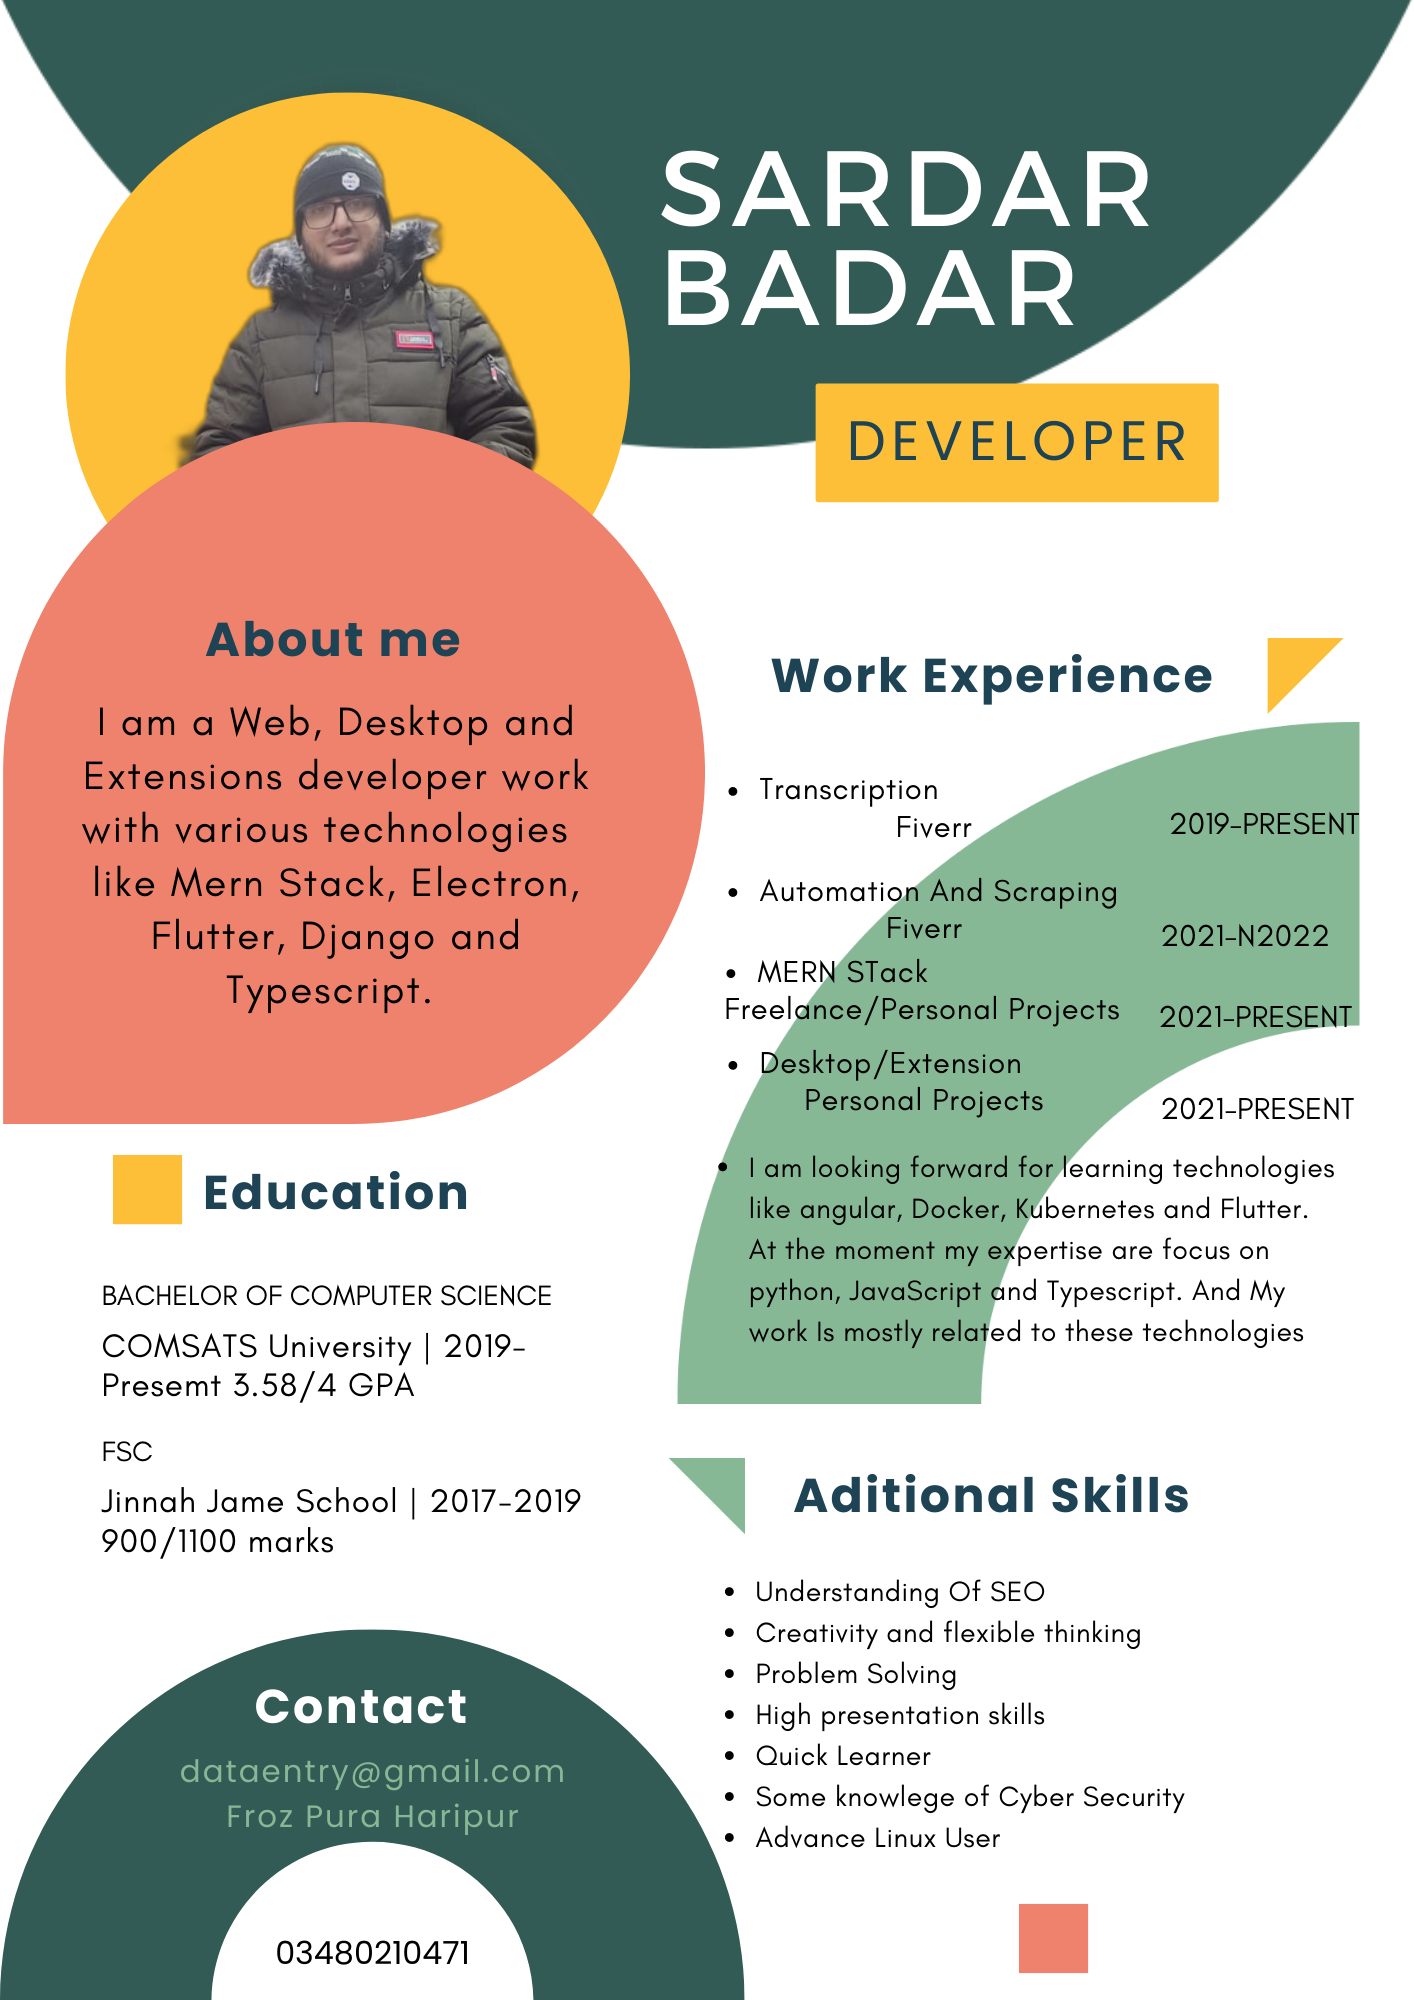 SARDAR
BADAR
DEVELOPER
About me
I am a Web, Desktop and
Extensions developer work
with various technologies
like Mern Stack, Electron,
Flutter, Django and
Typescript.
Education
BACHELOR OF COMPUTER SCIENCE
COMSATS University | 2019-
Presemt 3.58/4 GPA
FSC
Jinnah Jame School | 2017-2019
900/1100 marks
Contact
dataentry@gmail.com
Froz Pura Haripur
03480210471
Work Experience
• Transcription
Fiverr
2019-PRESENT
• Automation And Scraping
Fiverr
2021-N2022
• MERN STack
Freelance/Personal Projects
2021-PRESENT
• Desktop/Extension
Personal Projects
2021-PRESENT
• I am looking forward for learning technologies
like angular, Docker, Kubernetes and Flutter.
At the moment my expertise are focus on
python, JavaScript and Typescript. And My
work Is mostly related to these technologies
Aditional Skills
• Understanding Of SEO
• Creativity and flexible thinking
• Problem Solving
• High presentation skills
• Quick Learner
• Some knowlege of Cyber Security
• Advance Linux User